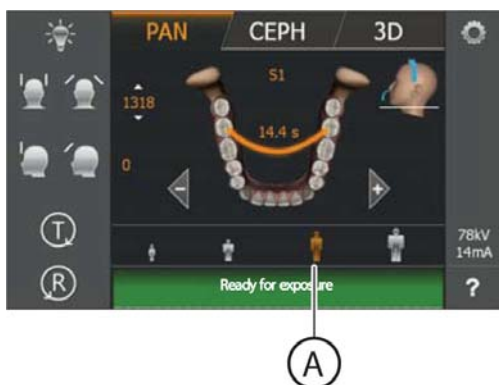 PAN CEPH 3D
S1
1318
14.4 s
0
T
78kV
14mA
R
Ready for exposure
?
A